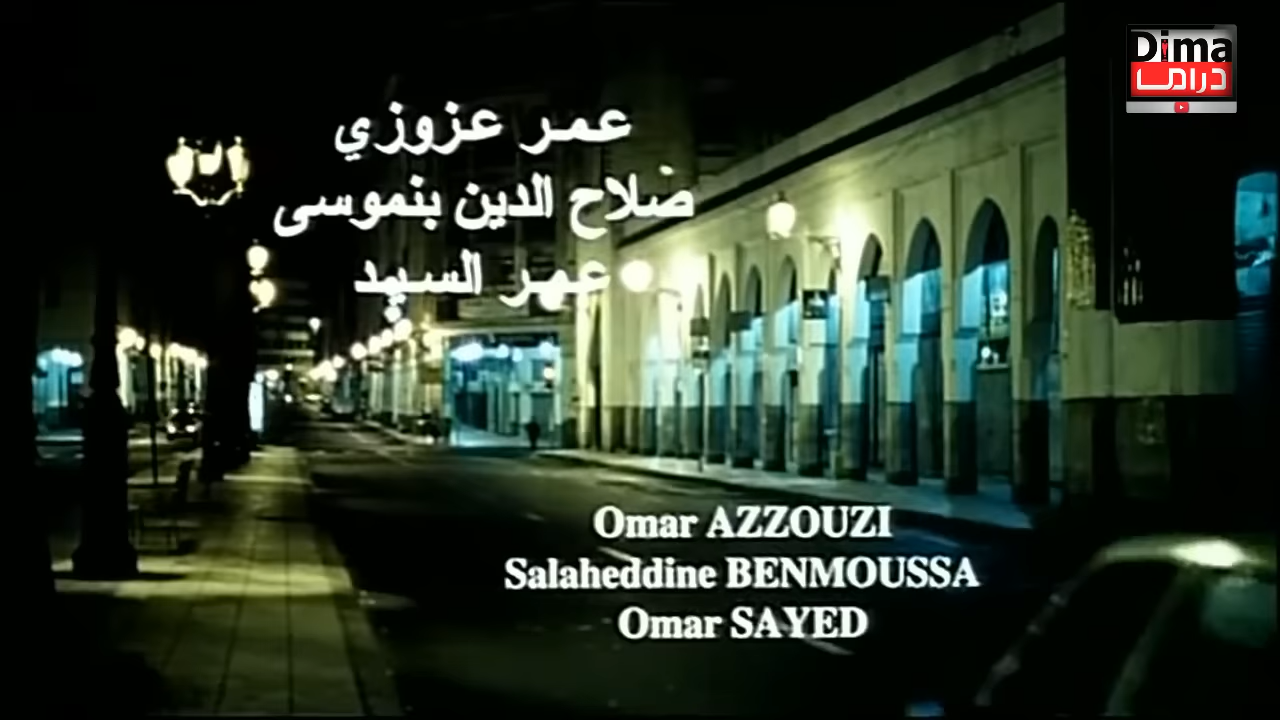 Dima
دراما
عمر عزوزي
صلاح الدين بنموسى
عمر السيد
Omar AZZOUZI
Salaheddine BENMOUSSA
Omar SAYED